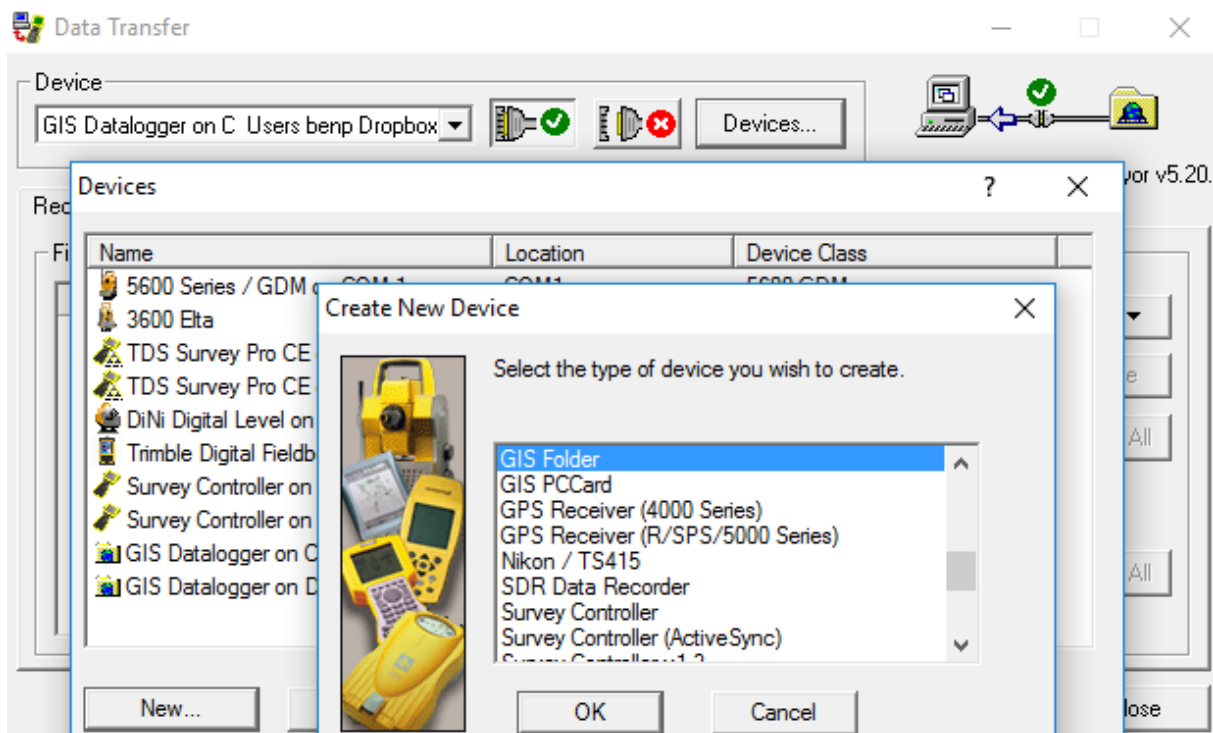 Data Transfer
Device
GIS Datalogger on C Users benp Dropbox
Devices...
yor v5.20.
Devices
?
Rec
Fi
Name Location Device Class
5600 Series / GDM
3600 Elta
TDS Survey Pro CE
TDS Survey Pro CE
DiNi Digital Level on
Trimble Digital Fieldb
Survey Controller on
Survey Controller on
GIS Datalogger on C
GIS Datalogger on D
Create New Device
Select the type of device you wish to create.
GIS Folder
GIS PCCard
GPS Receiver (4000 Series)
GPS Receiver (R/SPS/5000 Series)
Nikon / TS415
SDR Data Recorder
Survey Controller
Survey Controller (ActiveSync)
e
All
All
New...
OK
Cancel
lose